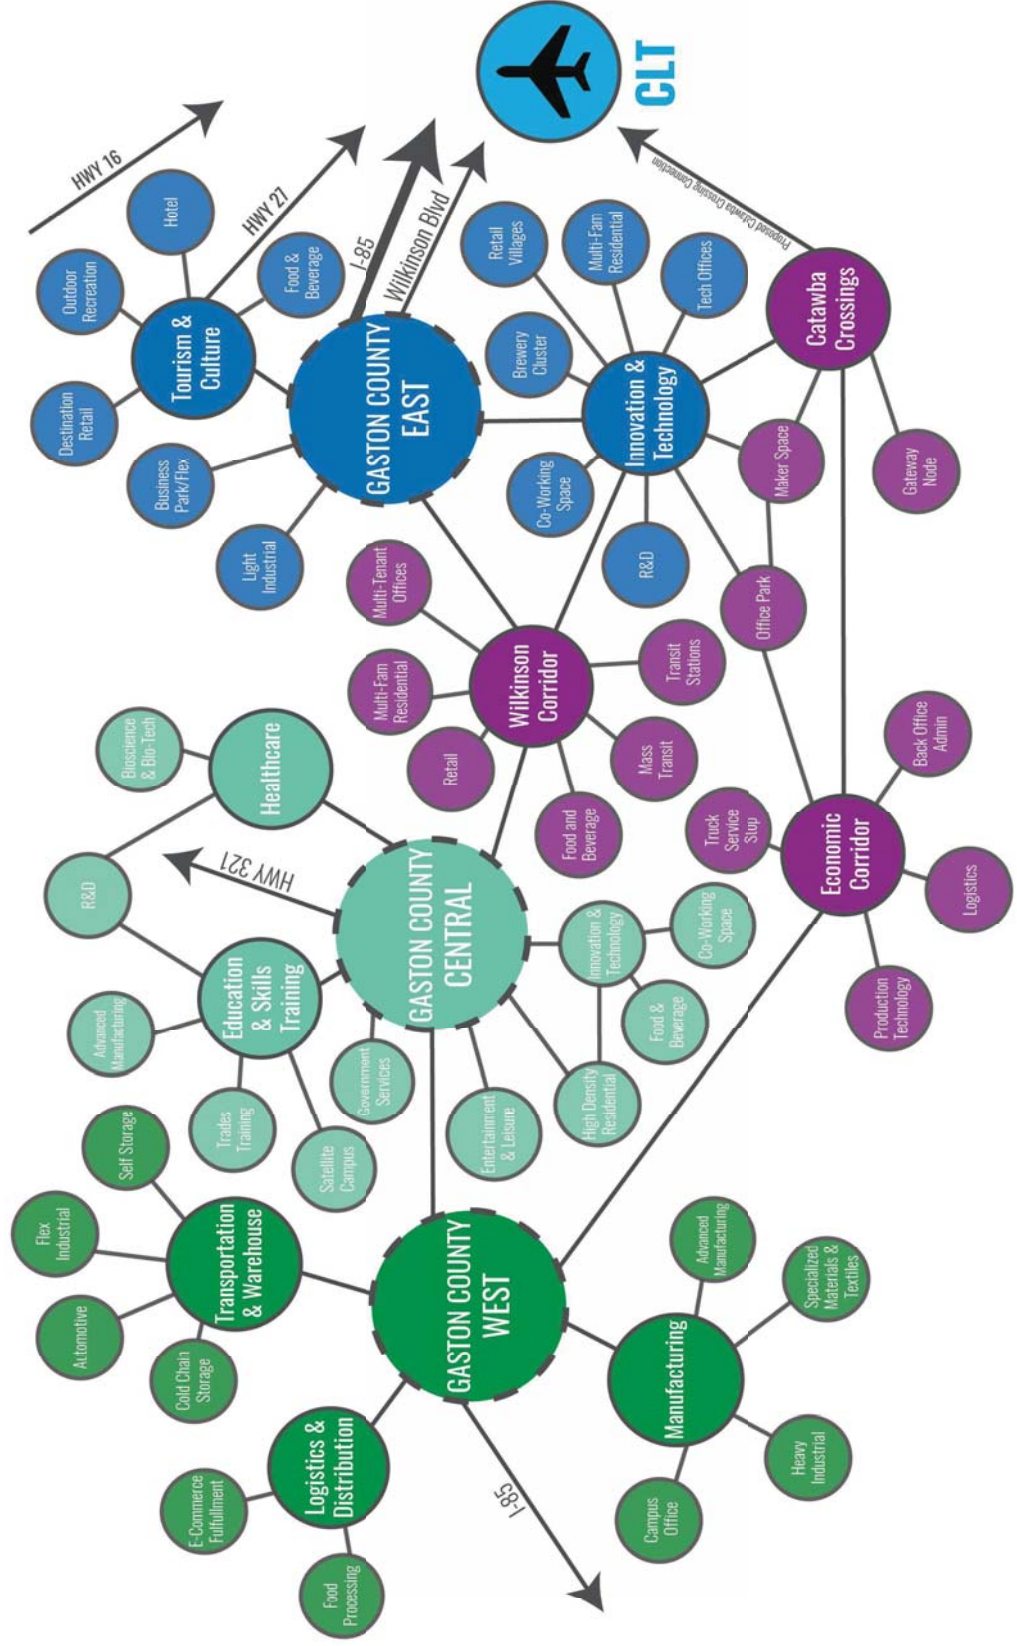 Food
Processing
E-Commerce
Fulfullment
Logistics &
Distribution
Automotive
Flex
Industrial
Self Storage
Cold Chain
Storage
Transportation
& Warehouse
GASTON COUNTY
WEST
I-85
Campus
Office
Heavy
Industrial
Manufacturing
Advanced
Manufacturing
Specialized
Materials &
Textiles
Advanced
Manufacturing
R&D
Bioscience
& Bio-Tech
Trades
Training
Satellite
Campus
Education
& Skills
Training
HWY 321
Healthcare
Government
Services
GASTON COUNTY
CENTRAL
Entertainment
& Leisure
High Density
Residential
Innovation &
Technology
Food &
Beverage
Co-Working
Space
Retail
Multi-Fam
Residential
Multi-Tenant
Offices
Wilkinson
Corridor
Food and
Beverage
Mass
Transit
Transit
Stations
Truck
Service
Stop
Economic
Corridor
Production
Technology
Logistics
Back Office
Admin
Light
Industrial
Business
Park/Flex
Destination
Retail
Outdoor
Recreation
Hotel
Food &
Beverage
Tourism &
Culture
HWY 16
HWY 27
I-85
Wilkinson Blvd
GASTON COUNTY
EAST
Co-Working
Space
Brewery
Cluster
Retail
Villages
Multi-Fam
Residential
Tech Offices
R&D
Innovation &
Technology
Office Park
Maker Space
Gateway
Node
Catawba
Crossings
Proposed Catawba Crossing Connection
CLT